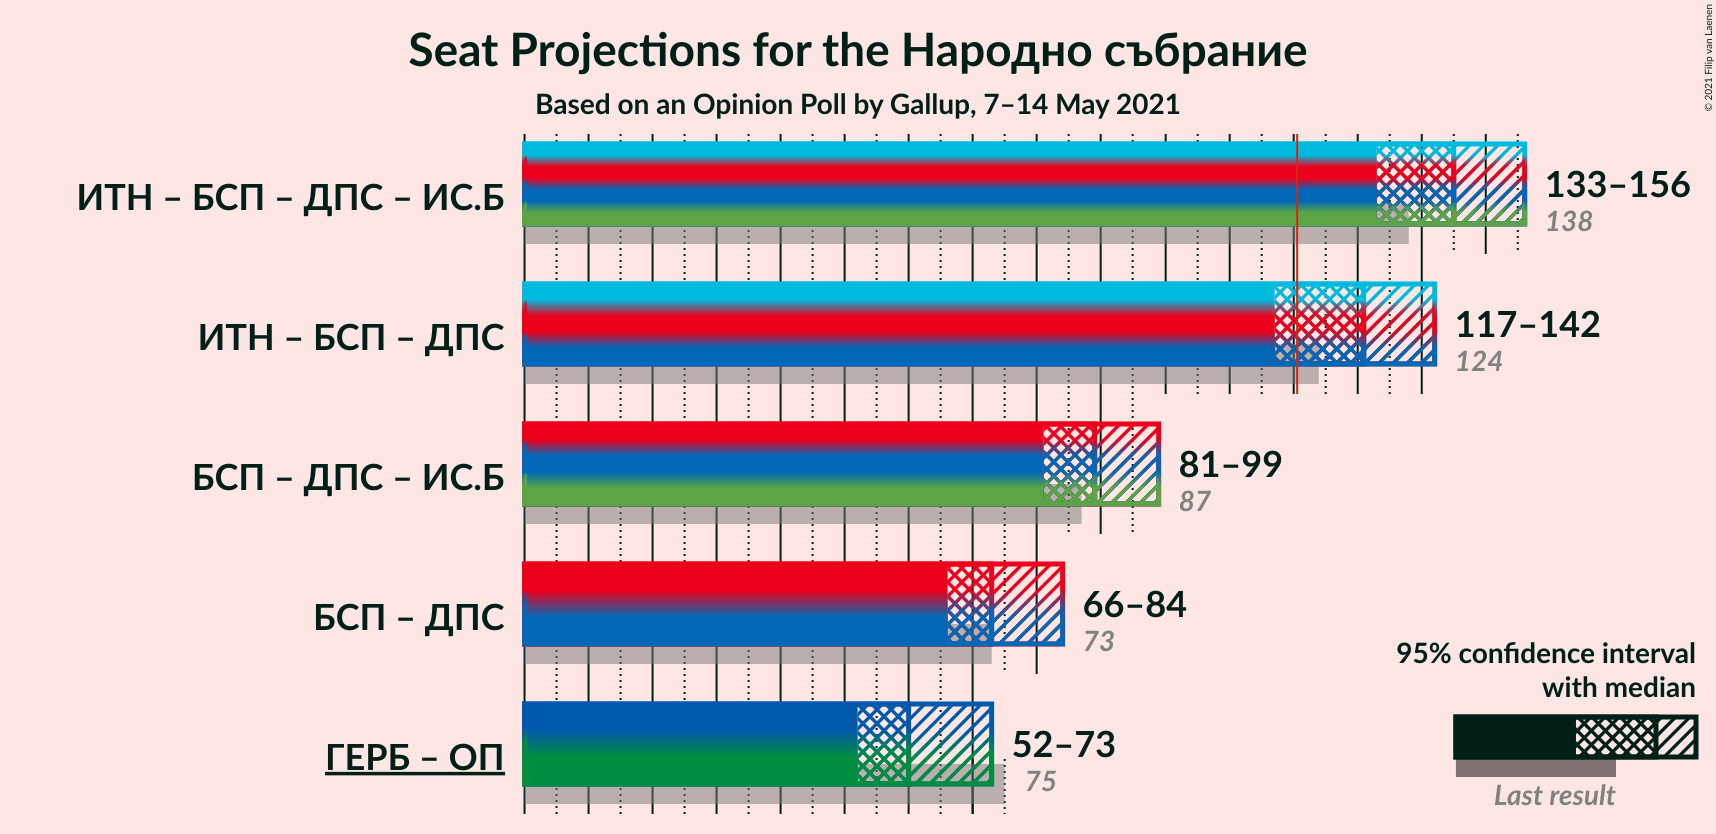 Seat Projections for the Народно събрание
Based on an Opinion Poll by Gallup, 7–14 May 2021
© 2021 Filip van Laenen
ИТН – БСП – ДПС – ИС.Б
133–156
138
ИТН – БСП – ДПС
117–142
124
БСП – ДПС – ИС.Б
81–99
87
БСП – ДПС
66–84
73
ГЕРБ – ОП
52–73
75
95% confidence interval
with median
Last result